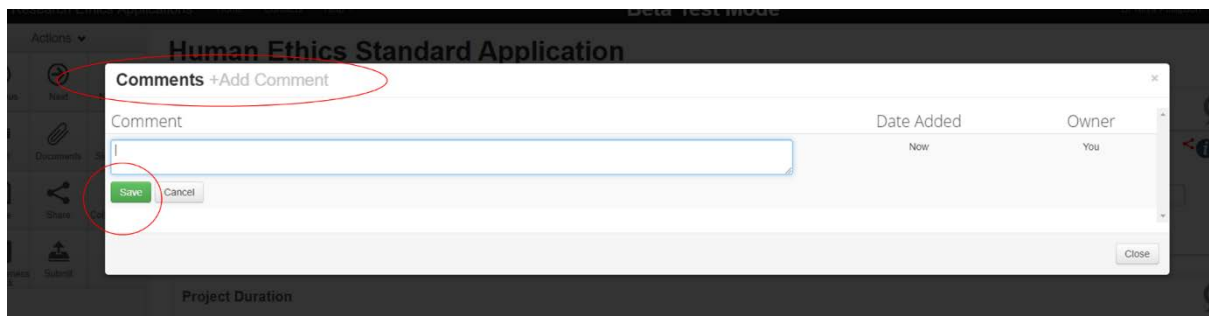 Beta Test Mode
Actions
Human Ethics Standard Application
Comments +Add Comment
×
Comment Date Added Owner
Now You
Save Cancel
Close
Next
Documents
Share
Submit
Project Duration